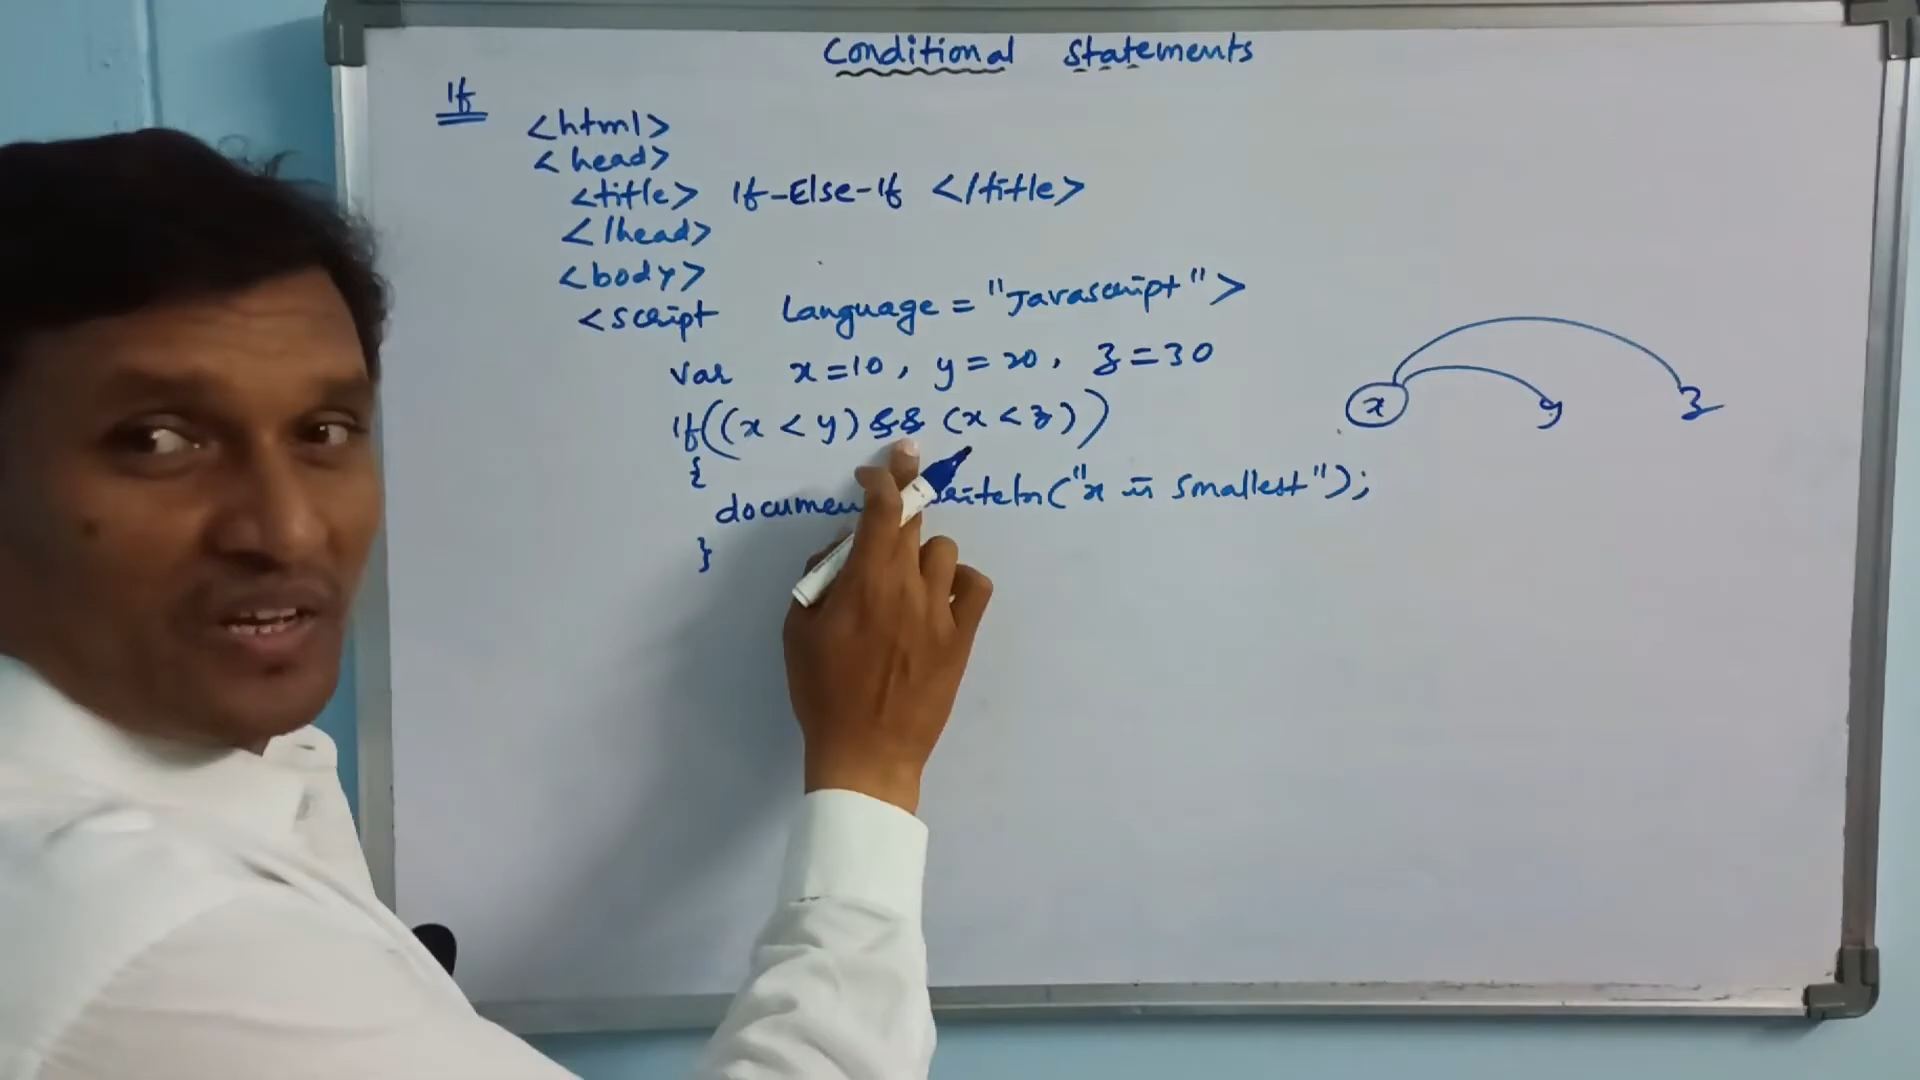 Conditional Statements
If
<html>
<head>
<title> If-Else-If </title>
</head>
<body>
<script language = "Javascript">
var x=10, y=20, z=30
If((x<y) && (x<z))
{
document writeln("x is smallest");
}
x y z